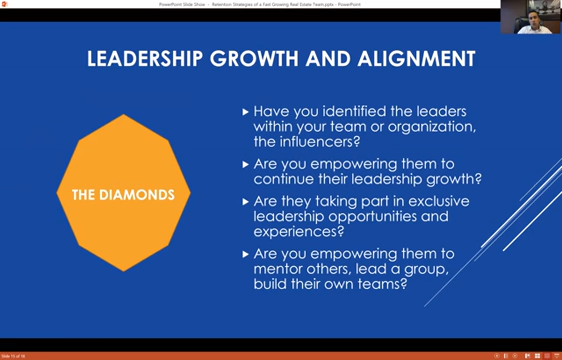 PowerPoint Slide Show - Retention Strategies of a Fast Growing Real Estate Team.pptx - PowerPoint
LEADERSHIP GROWTH AND ALIGNMENT
THE DIAMONDS
Have you identified the leaders
within your team or organization,
the influencers?
Are you empowering them to
continue their leadership growth?
Are they taking part in exclusive
leadership opportunities and
experiences?
Are you empowering them to
mentor others, lead a group,
build their own teams?